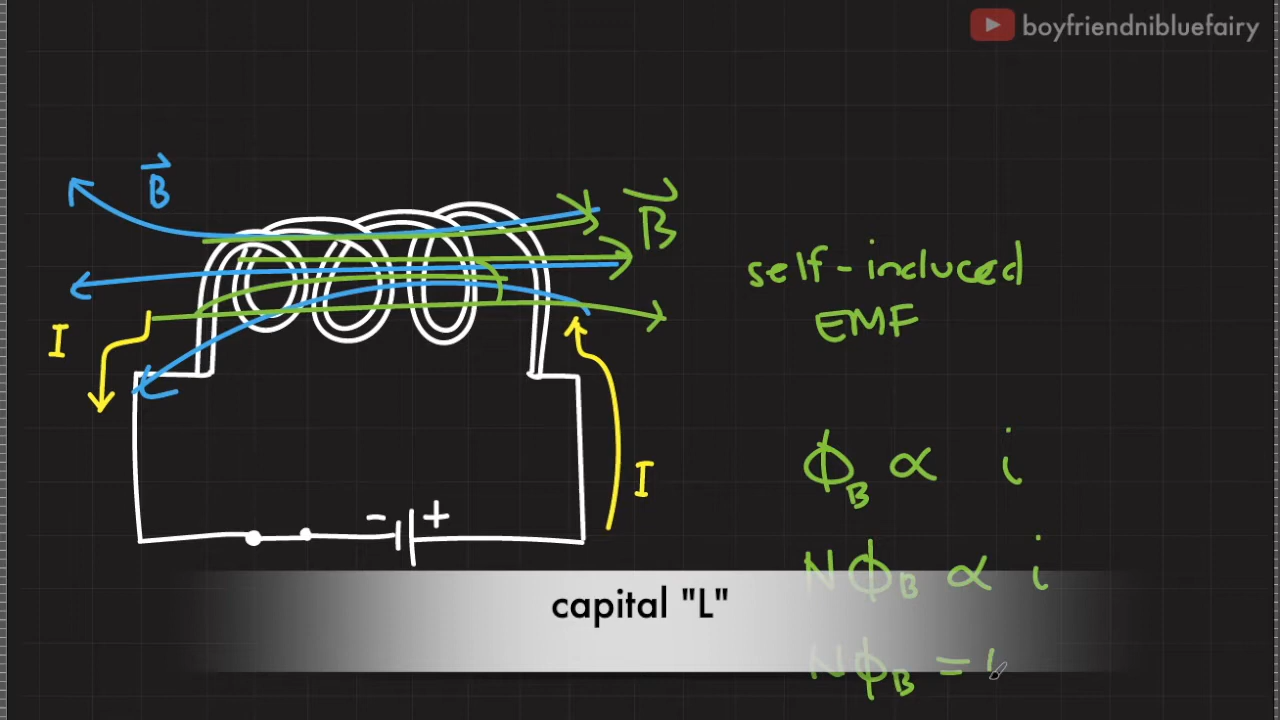 boyfriendnibluefairy
B
B
self-induced
EMF
I
I
ϕB ∝ i
- +
NϕB ∝ i
capital "L"
NϕB =